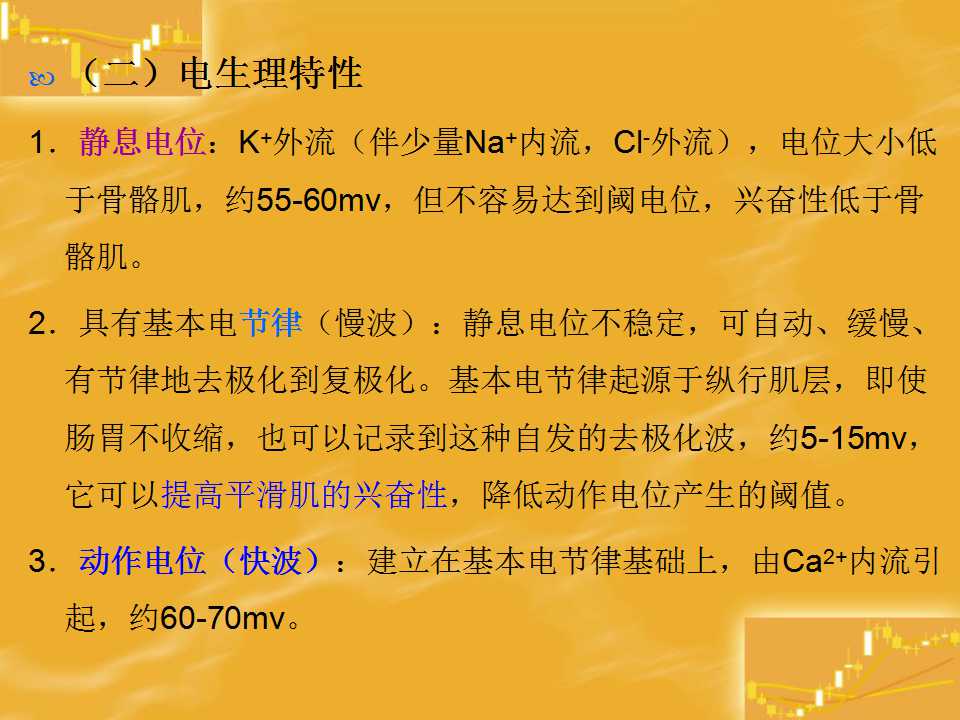 （二）电生理特性
1．静息电位：K⁺外流（伴少量Na⁺内流，Cl⁻外流），电位大小低
于骨骼肌，约55-60mv，但不容易达到阈电位，兴奋性低于骨
骼肌。
2．具有基本电节律（慢波）：静息电位不稳定，可自动、缓慢、
有节律地去极化到复极化。基本电节律起源于纵行肌层，即使
肠胃不收缩，也可以记录到这种自发的去极化波，约5-15mv，
它可以提高平滑肌的兴奋性，降低动作电位产生的阈值。
3．动作电位（快波）：建立在基本电节律基础上，由Ca²⁺内流引
起，约60-70mv。